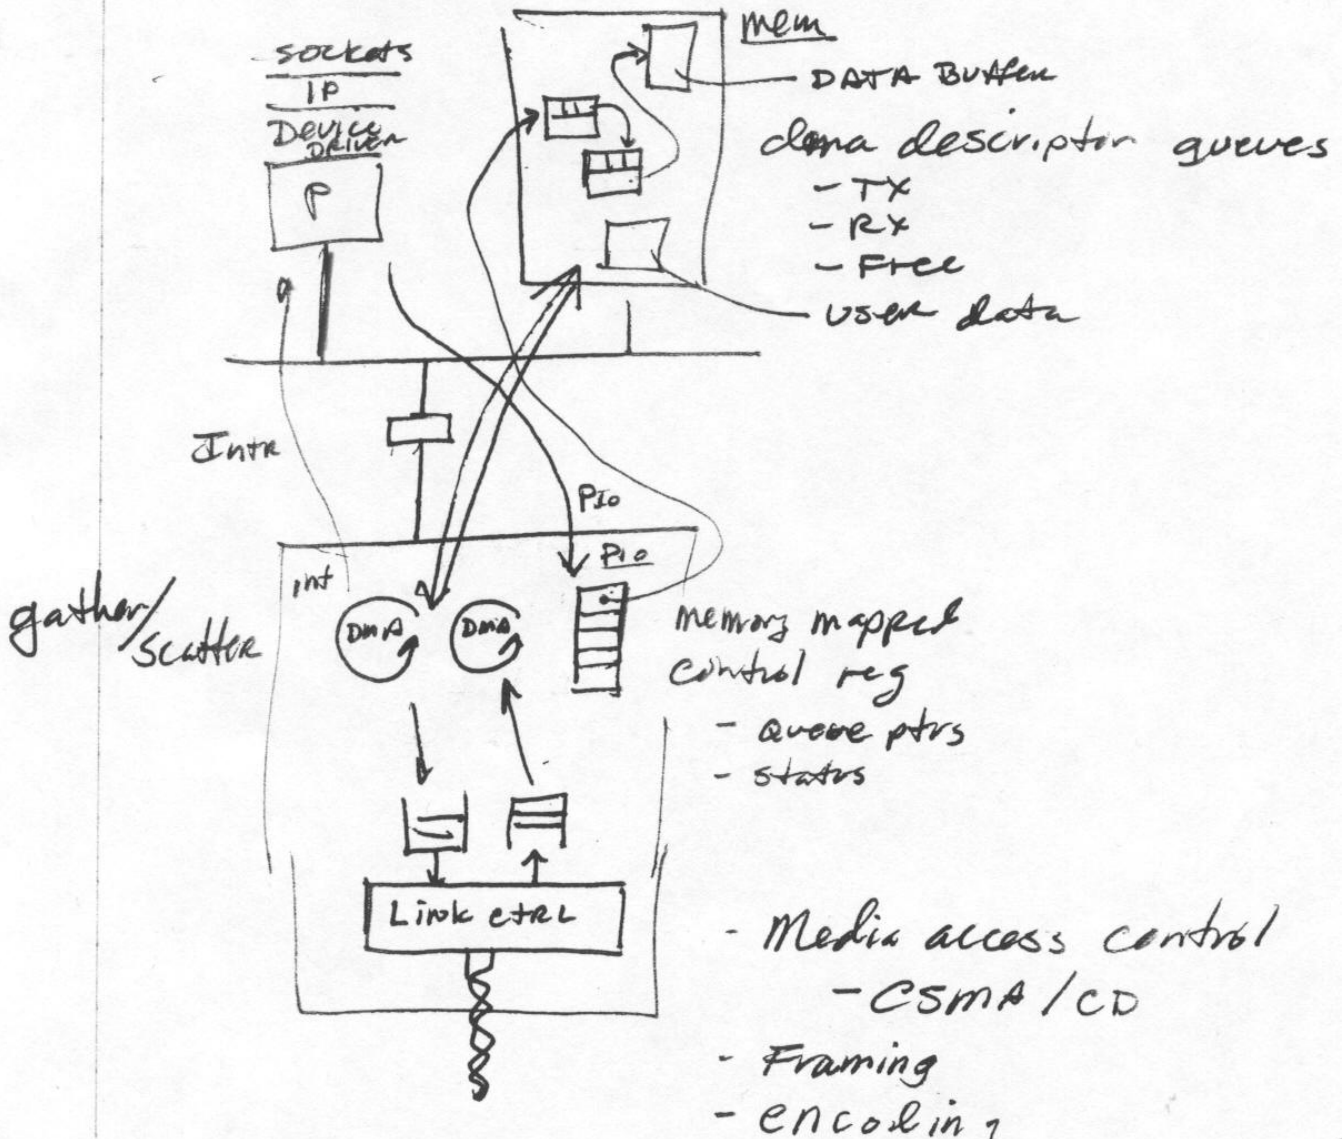 sockets
IP
Device
Driver
P
mem
DATA Buffer
dma descriptor queues
- TX
- RX
- Free
user data
Intr
PIO
PIO
int
gather/
scatter
DMA
DMA
memory mapped
control reg
- Queue ptrs
- status
Link ctRL
- Media access control
- CSMA/CD
- Framing
- encoding